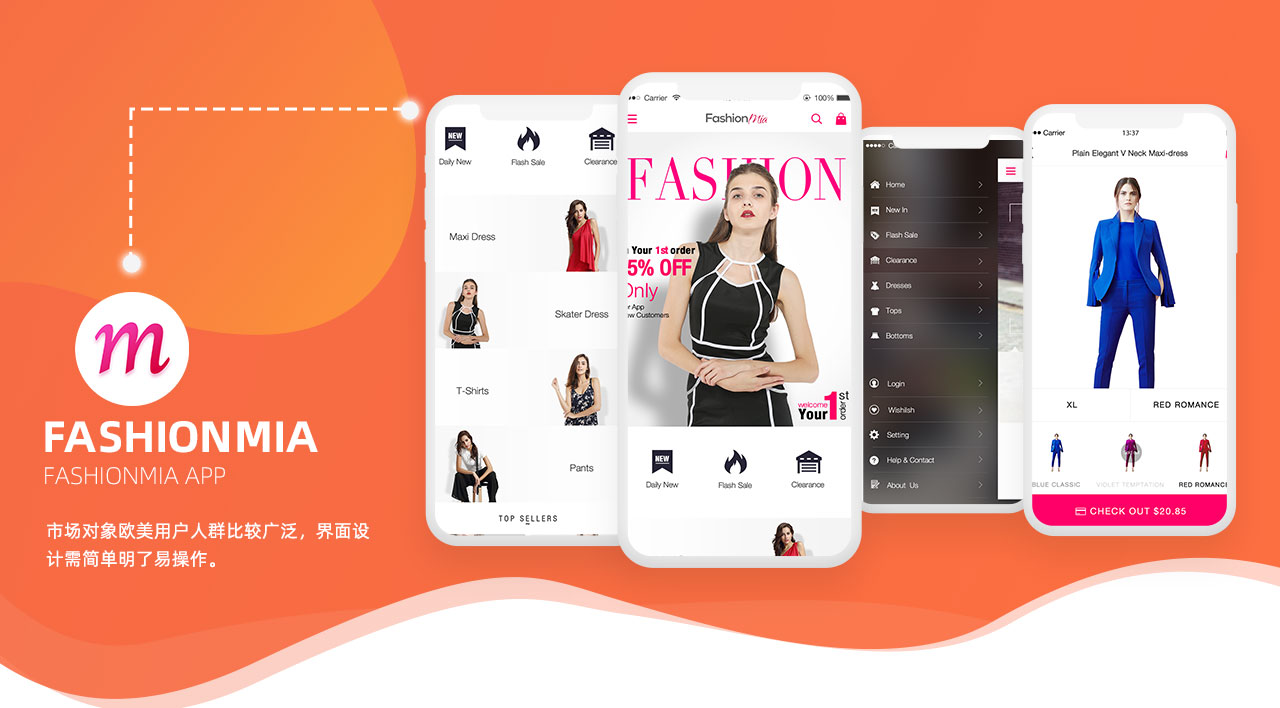 m
FASHIONMIA
FASHIONMIA APP
市场对象欧美用户人群比较广泛，界面设
计需简单明了易操作。
NEW
Daily New
Flash Sale
Clearance
Maxi Dress
Skater Dress
T-Shirts
Pants
TOP SELLERS
Carrier
100%
FashionMia
FASHION
Your 1st order
5% OFF
Only
App
Customers
welcome
Your 1st
order
NEW
Daily New
Flash Sale
Clearance
Home
New In
Flash Sale
Clearance
Dresses
Tops
Bottoms
Login
Wishlish
Setting
Help & Contact
About Us
Carrier
13:37
Plain Elegant V Neck Maxi-dress
XL
RED ROMANCE
BLUE CLASSIC
VIOLET TEMPTATION
RED ROMANCE
CHECK OUT $20.85